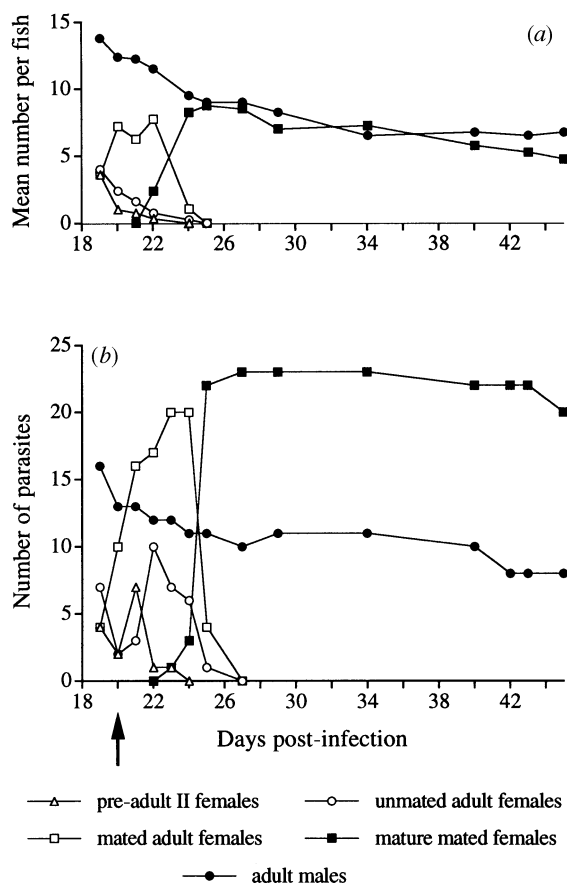 (a)
Mean number per fish
15
10
5
0
18 22 26 30 34 38 42
(b)
Number of parasites
25
20
15
10
5
0
18 22 26 30 34 38 42
Days post-infection
pre-adult II females unmated adult females
mated adult females mature mated females
adult males